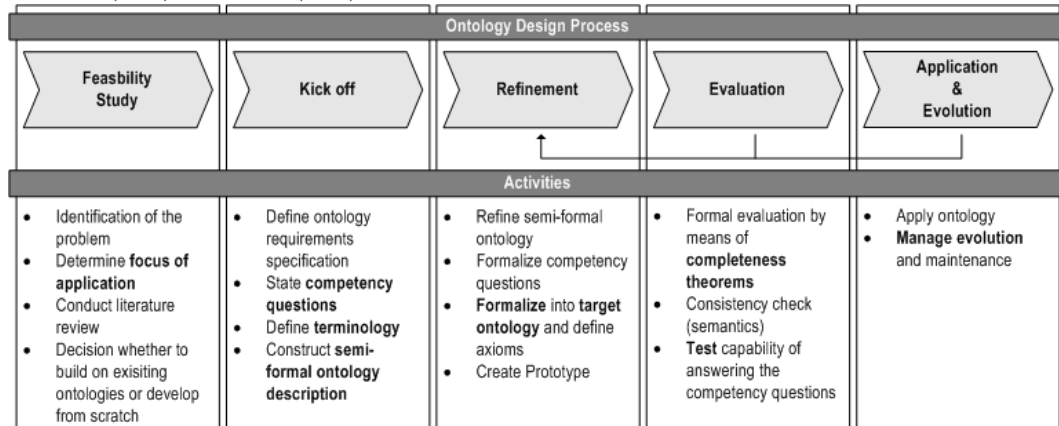 Ontology Design Process
Feasbility
Study
Kick off
Refinement
Evaluation
Application
&
Evolution
Activities
• Identification of the
problem
• Determine focus of
application
• Conduct literature
review
• Decision whether to
build on exisiting
ontologies or develop
from scratch
• Define ontology
requirements
specification
• State competency
questions
• Define terminology
• Construct semi-
formal ontology
description
• Refine semi-formal
ontology
• Formalize competency
questions
• Formalize into target
ontology and define
axioms
• Create Prototype
• Formal evaluation by
means of
completeness
theorems
• Consistency check
(semantics)
• Test capability of
answering the
competency questions
• Apply ontology
• Manage evolution
and maintenance